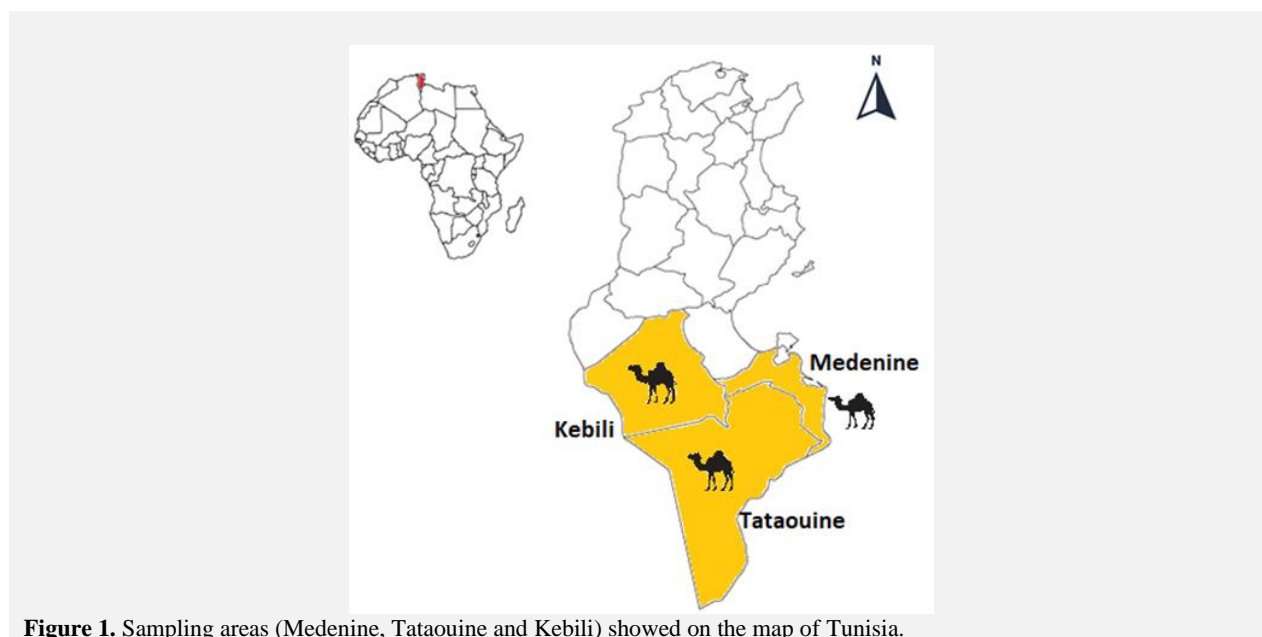 N
Medenine
Kebili
Tataouine
Figure 1. Sampling areas (Medenine, Tataouine and Kebili) showed on the map of Tunisia.